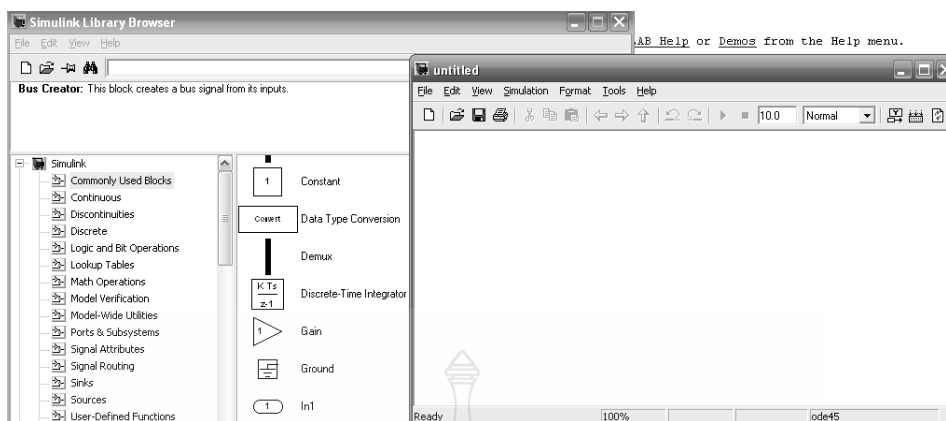 Simulink Library Browser
File Edit View Help
AB Help or Demos from the Help menu.
Bus Creator: This block creates a bus signal from its inputs.
Simulink
Commonly Used Blocks
Continuous
Discontinuities
Discrete
Logic and Bit Operations
Lookup Tables
Math Operations
Model Verification
Model-Wide Utilities
Ports & Subsystems
Signal Attributes
Signal Routing
Sinks
Sources
User-Defined Functions
1 Constant
Convert Data Type Conversion
Demux
K Ts
z-1
Discrete-Time Integrator
1 Gain
Ground
1 In1
untitled
File Edit View Simulation Format Tools Help
10.0 Normal
Ready 100% ode45